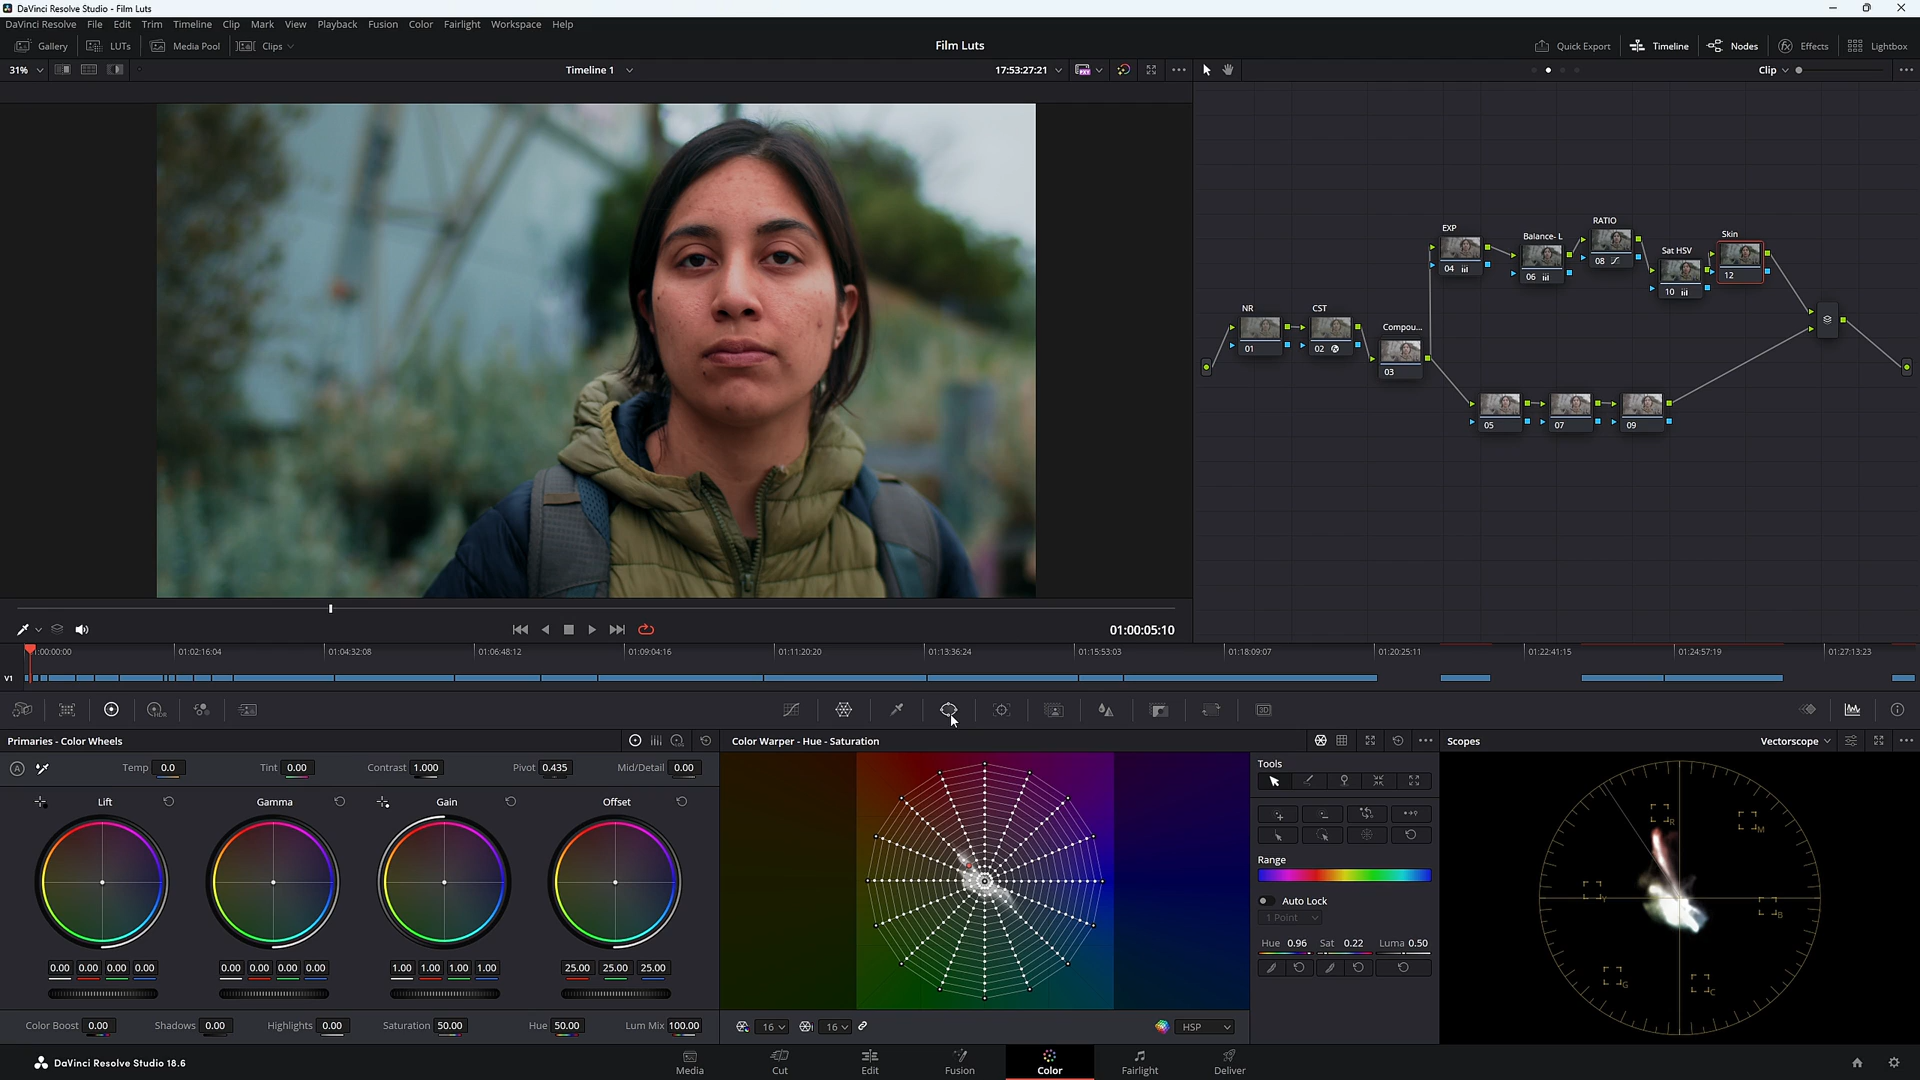 DaVinci Resolve Studio - Film Luts
DaVinci Resolve File Edit Trim Timeline Clip Mark View Playback Fusion Color Fairlight Workspace Help
Gallery LUTs Media Pool Clips Film Luts Quick Export Timeline Nodes Effects Lightbox
31% Timeline 1 17:53:27:21 Clip
RATIO
EXP Balance- L Skin
Sat HSV
04 06 08 10 12
NR CST Compou...
01 02 03
05 07 09
01:00:05:10
:00:00:00 01:02:16:04 01:04:32:08 01:06:48:12 01:09:04:16 01:11:20:20 01:13:36:24 01:15:53:03 01:18:09:07 01:20:25:11 01:22:41:15 01:24:57:19 01:27:13:23
V1
HDR 3D
Primaries - Color Wheels
A Temp 0.0 Tint 0.00 Contrast 1.000 Pivot 0.435 Mid/Detail 0.00
Lift Gamma Gain Offset
0.00 0.00 0.00 0.00 0.00 0.00 0.00 0.00 1.00 1.00 1.00 1.00 25.00 25.00 25.00
Color Boost 0.00 Shadows 0.00 Highlights 0.00 Saturation 50.00 Hue 50.00 Lum Mix 100.00
Color Warper - Hue - Saturation
16 16 HSP
Tools
Range
Auto Lock
1 Point
Hue 0.96 Sat 0.22 Luma 0.50
Scopes Vectorscope
R M
Y B
G C
DaVinci Resolve Studio 18.6
Media Cut Edit Fusion Color Fairlight Deliver